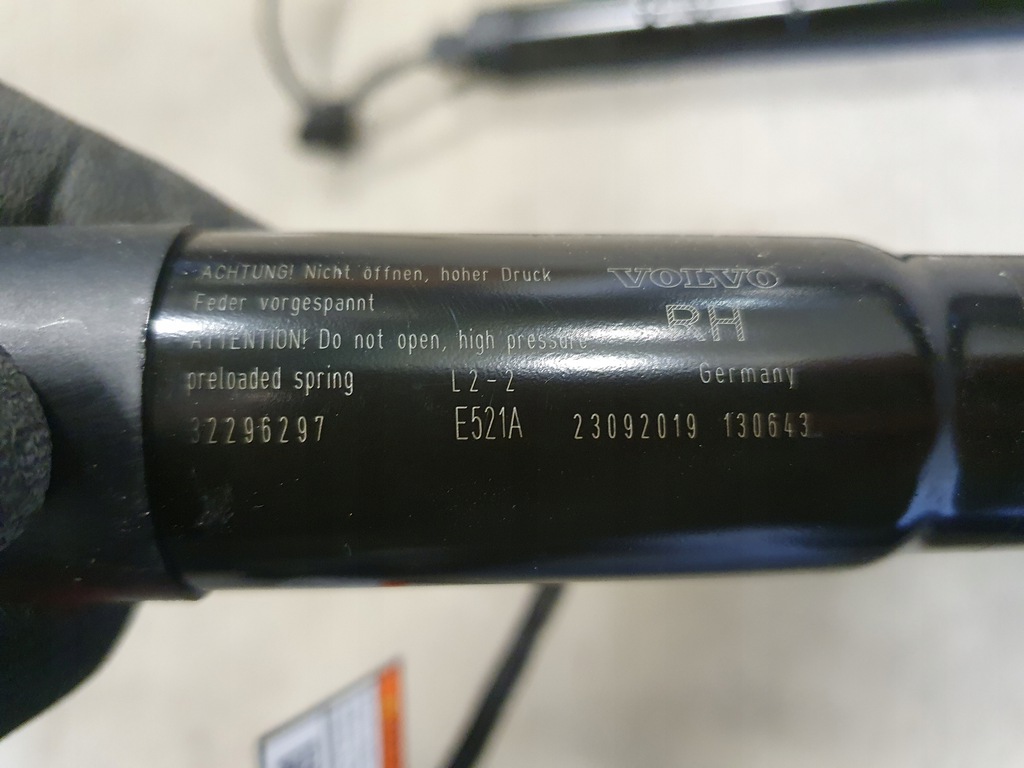 ACHTUNG! Nicht öffnen, hoher Druck
Feder vorgespannt
ATTENTION! Do not open, high pressure
preloaded spring L2-2
32296297 E521A 23092019 130643
VOLVO
RH
Germany